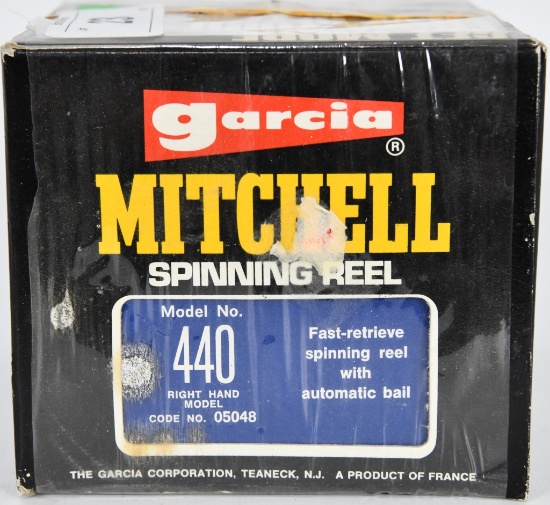 garcia
®
MITCHELL
SPINNING REEL
Model No.
440
RIGHT HAND
MODEL
CODE NO. 05048
Fast-retrieve
spinning reel
with
automatic bail
THE GARCIA CORPORATION, TEANECK, N.J. A PRODUCT OF FRANCE